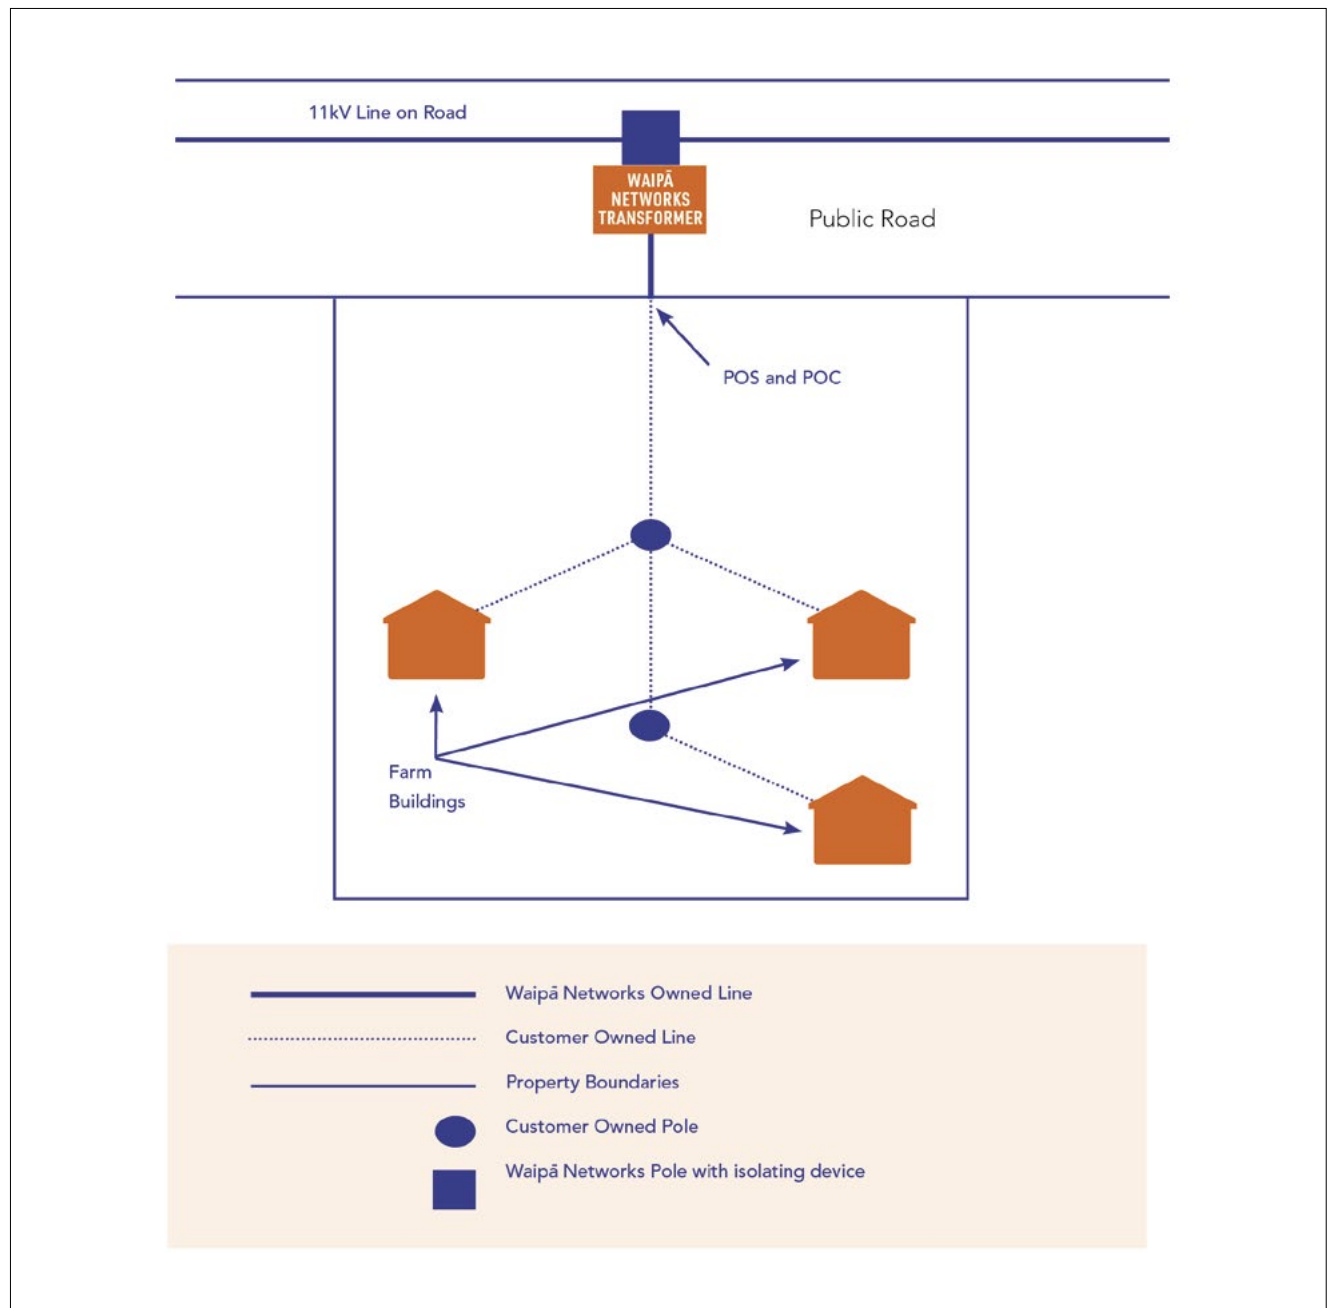 11kV Line on Road
WAIPĀ
NETWORKS
TRANSFORMER
Public Road
POS and POC
Farm
Buildings
Waipā Networks Owned Line
Customer Owned Line
Property Boundaries
Customer Owned Pole
Waipā Networks Pole with isolating device